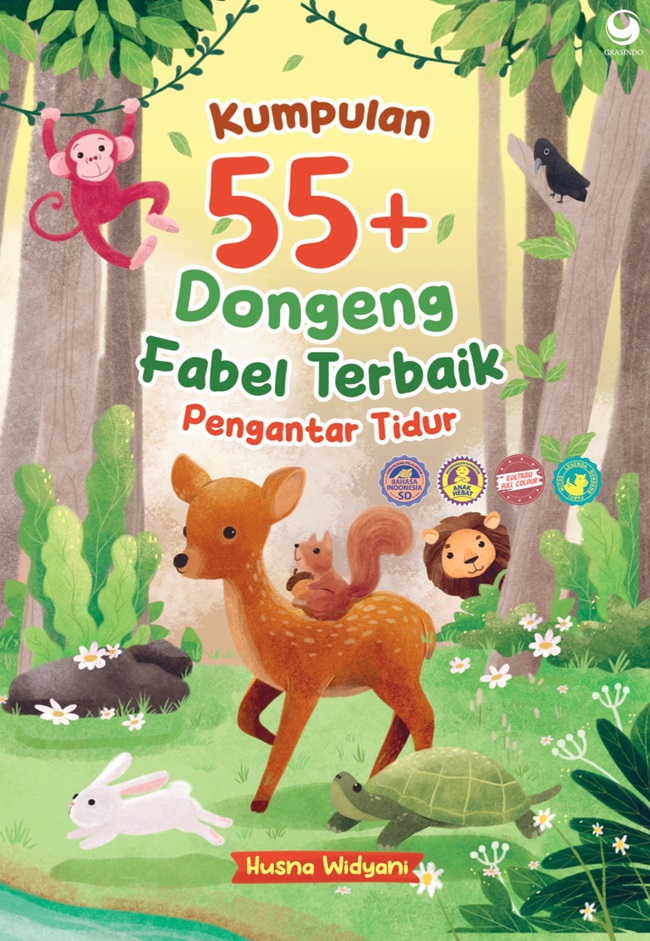 GRASINDO
Kumpulan
55+
Dongeng
Fabel Terbaik
Pengantar Tidur
BAHASA
INDONESIA
SD
ANAK
HEBAT
ILUSTRASI
FULL COLOUR
Husna Widyani